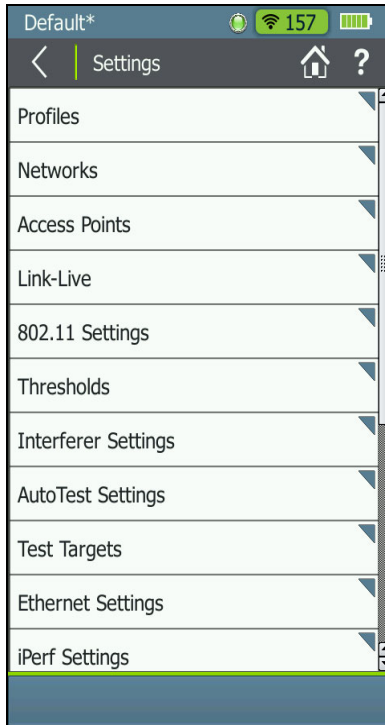 Default* 157
Settings ?
Profiles
Networks
Access Points
Link-Live
802.11 Settings
Thresholds
Interferer Settings
AutoTest Settings
Test Targets
Ethernet Settings
iPerf Settings